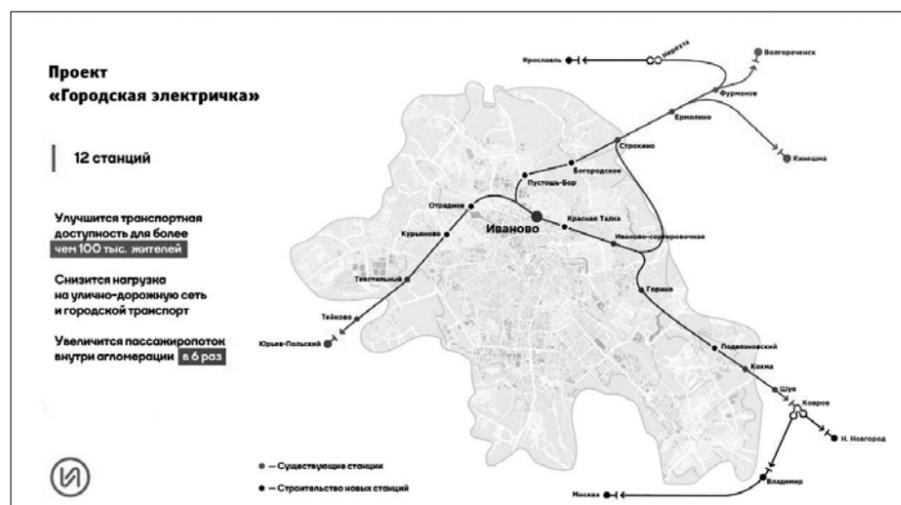 Проект
«Городская электричка»
12 станций
Улучшится транспортная
доступность для более
чем 100 тыс. жителей
Снизится нагрузка
на улично-дорожную сеть
и городской транспорт
Увеличится пассажиропоток
внутри агломерации в 6 раз
Ярославль
Нерехта
Волгореченск
Фурманов
Ермолино
Кинешма
Строкино
Богородское
Пустошь-Бор
Отрадное
Иваново
Красная Талка
Курьяново
Иваново-сортировочная
Текстильный
Горино
Тейково
Юрьев-Польский
Подвязновский
Кохма
Шуя
Ковров
Н. Новгород
Владимир
Москва
— Существующие станции
— Строительство новых станций